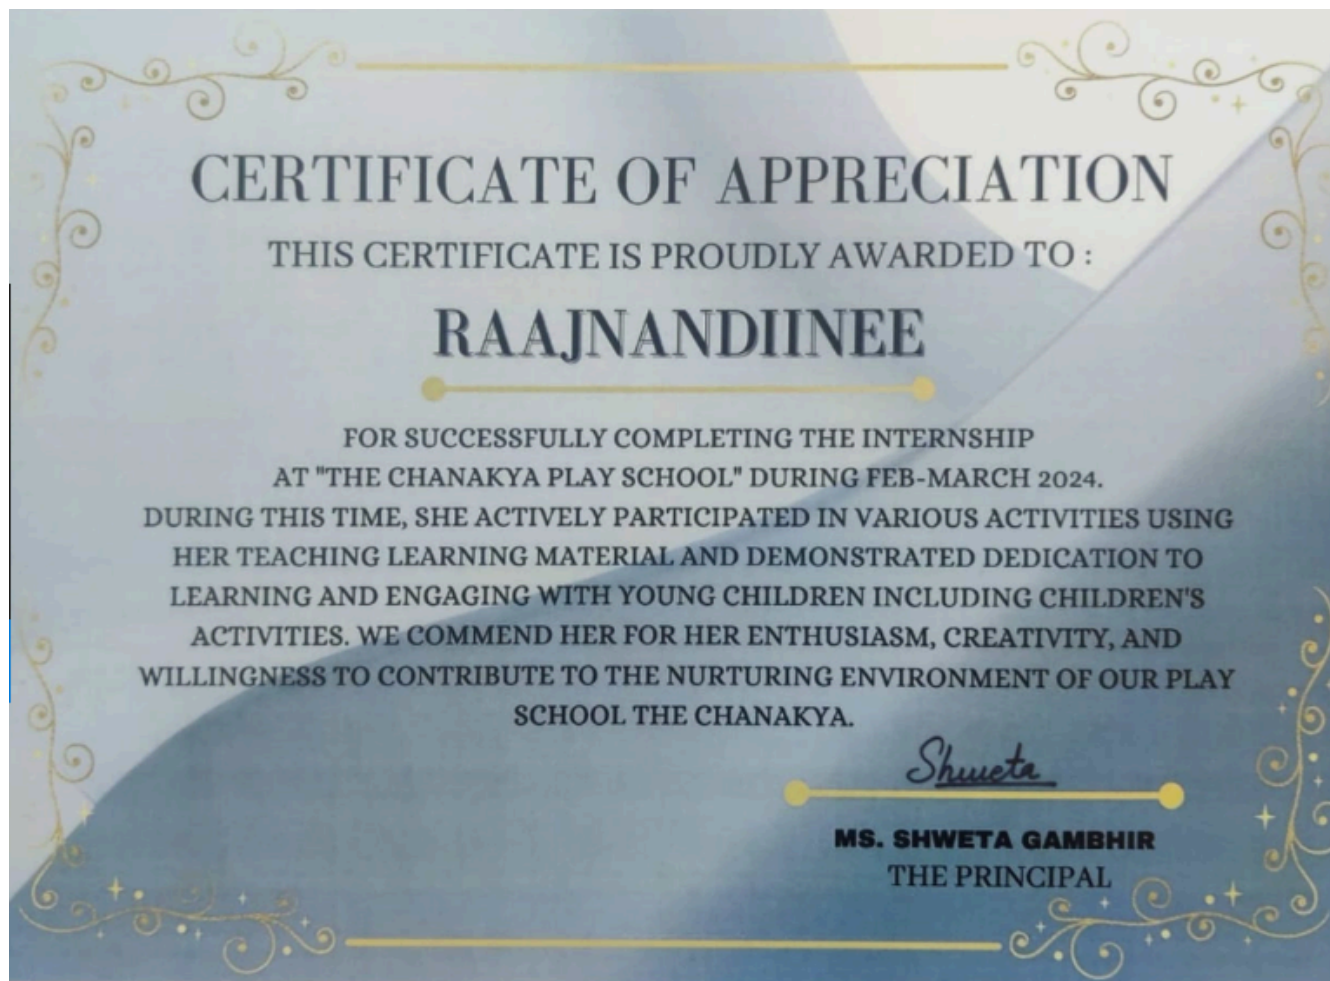 CERTIFICATE OF APPRECIATION
THIS CERTIFICATE IS PROUDLY AWARDED TO :
RAAJNANDIINEE
FOR SUCCESSFULLY COMPLETING THE INTERNSHIP
AT "THE CHANAKYA PLAY SCHOOL" DURING FEB-MARCH 2024.
DURING THIS TIME, SHE ACTIVELY PARTICIPATED IN VARIOUS ACTIVITIES USING
HER TEACHING LEARNING MATERIAL AND DEMONSTRATED DEDICATION TO
LEARNING AND ENGAGING WITH YOUNG CHILDREN INCLUDING CHILDREN'S
ACTIVITIES. WE COMMEND HER FOR HER ENTHUSIASM, CREATIVITY, AND
WILLINGNESS TO CONTRIBUTE TO THE NURTURING ENVIRONMENT OF OUR PLAY
SCHOOL THE CHANAKYA.
Shweta
MS. SHWETA GAMBHIR
THE PRINCIPAL